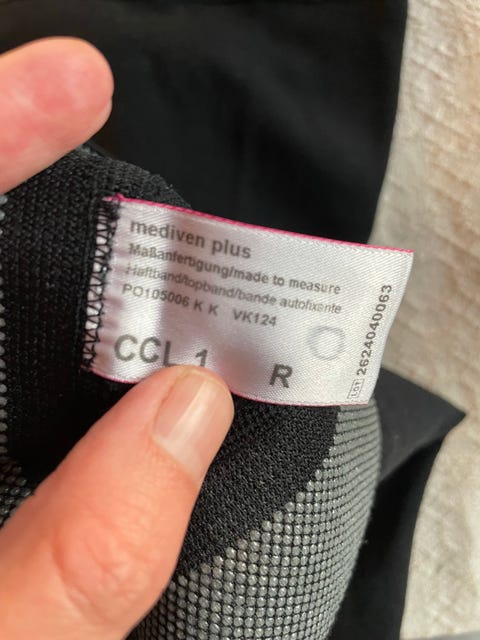 mediven plus
Maßanfertigung/made to measure
Haftband/topband/bande autofixante
PO105006 K K VK124
CCL 1 R
LOT 2624040063